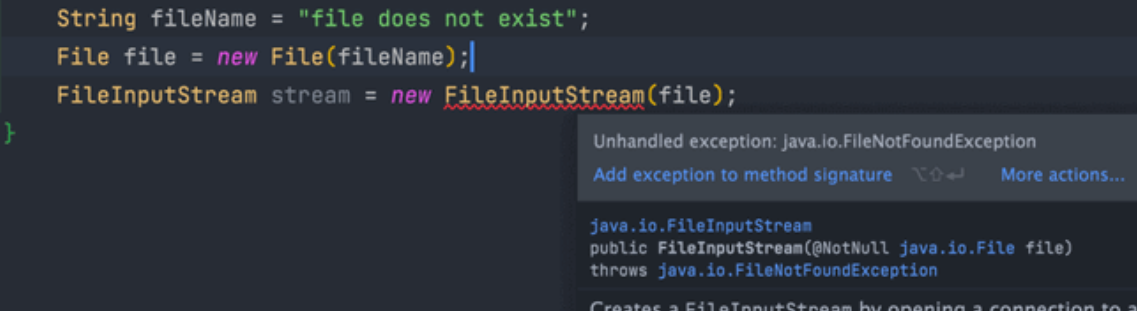 String fileName = "file does not exist";
File file = new File(fileName);
FileInputStream stream = new FileInputStream(file);
}
Unhandled exception: java.io.FileNotFoundException
Add exception to method signature ⌥⇧↩ More actions...
java.io.FileInputStream
public FileInputStream(@NotNull java.io.File file)
throws java.io.FileNotFoundException
Creates a FileInputStream by opening a connection to a